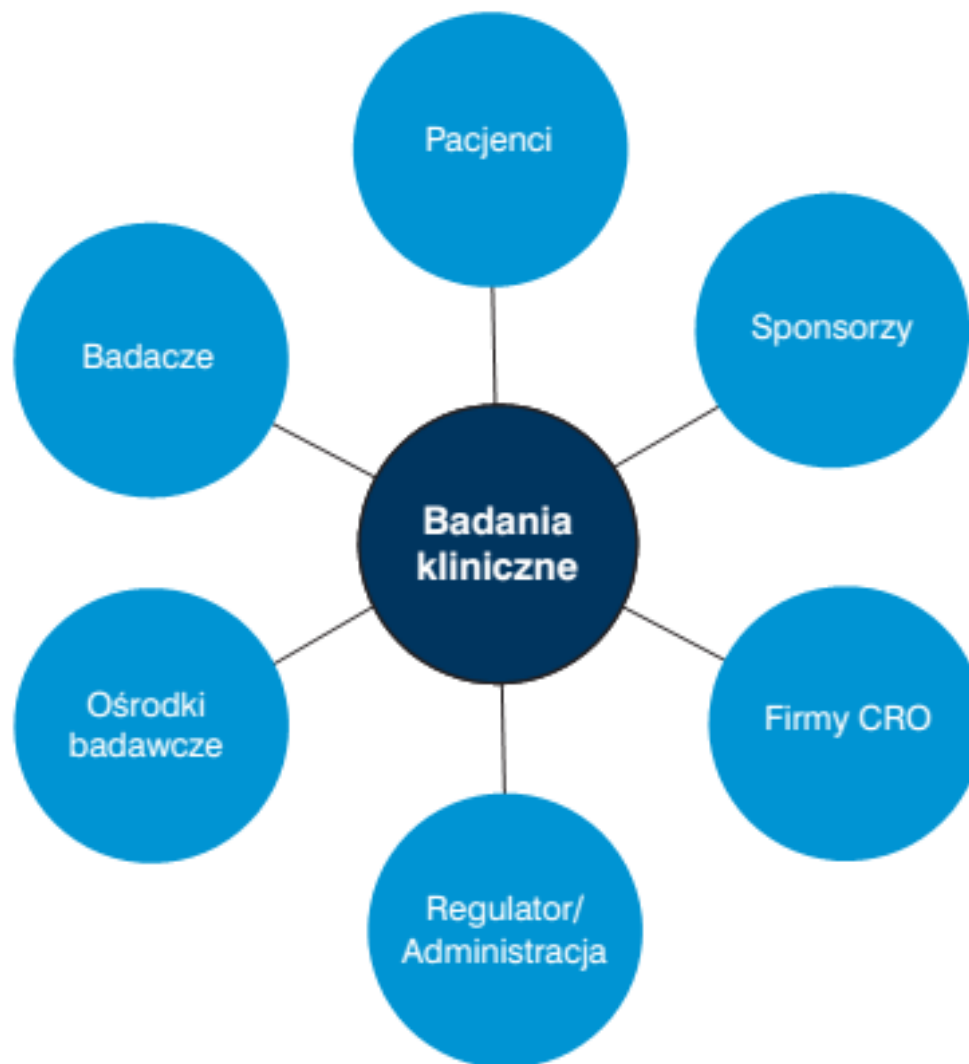 Pacjenci
Sponsorzy
Badacze
Badania
kliniczne
Ośrodki
badawcze
Firmy CRO
Regulator/
Administracja